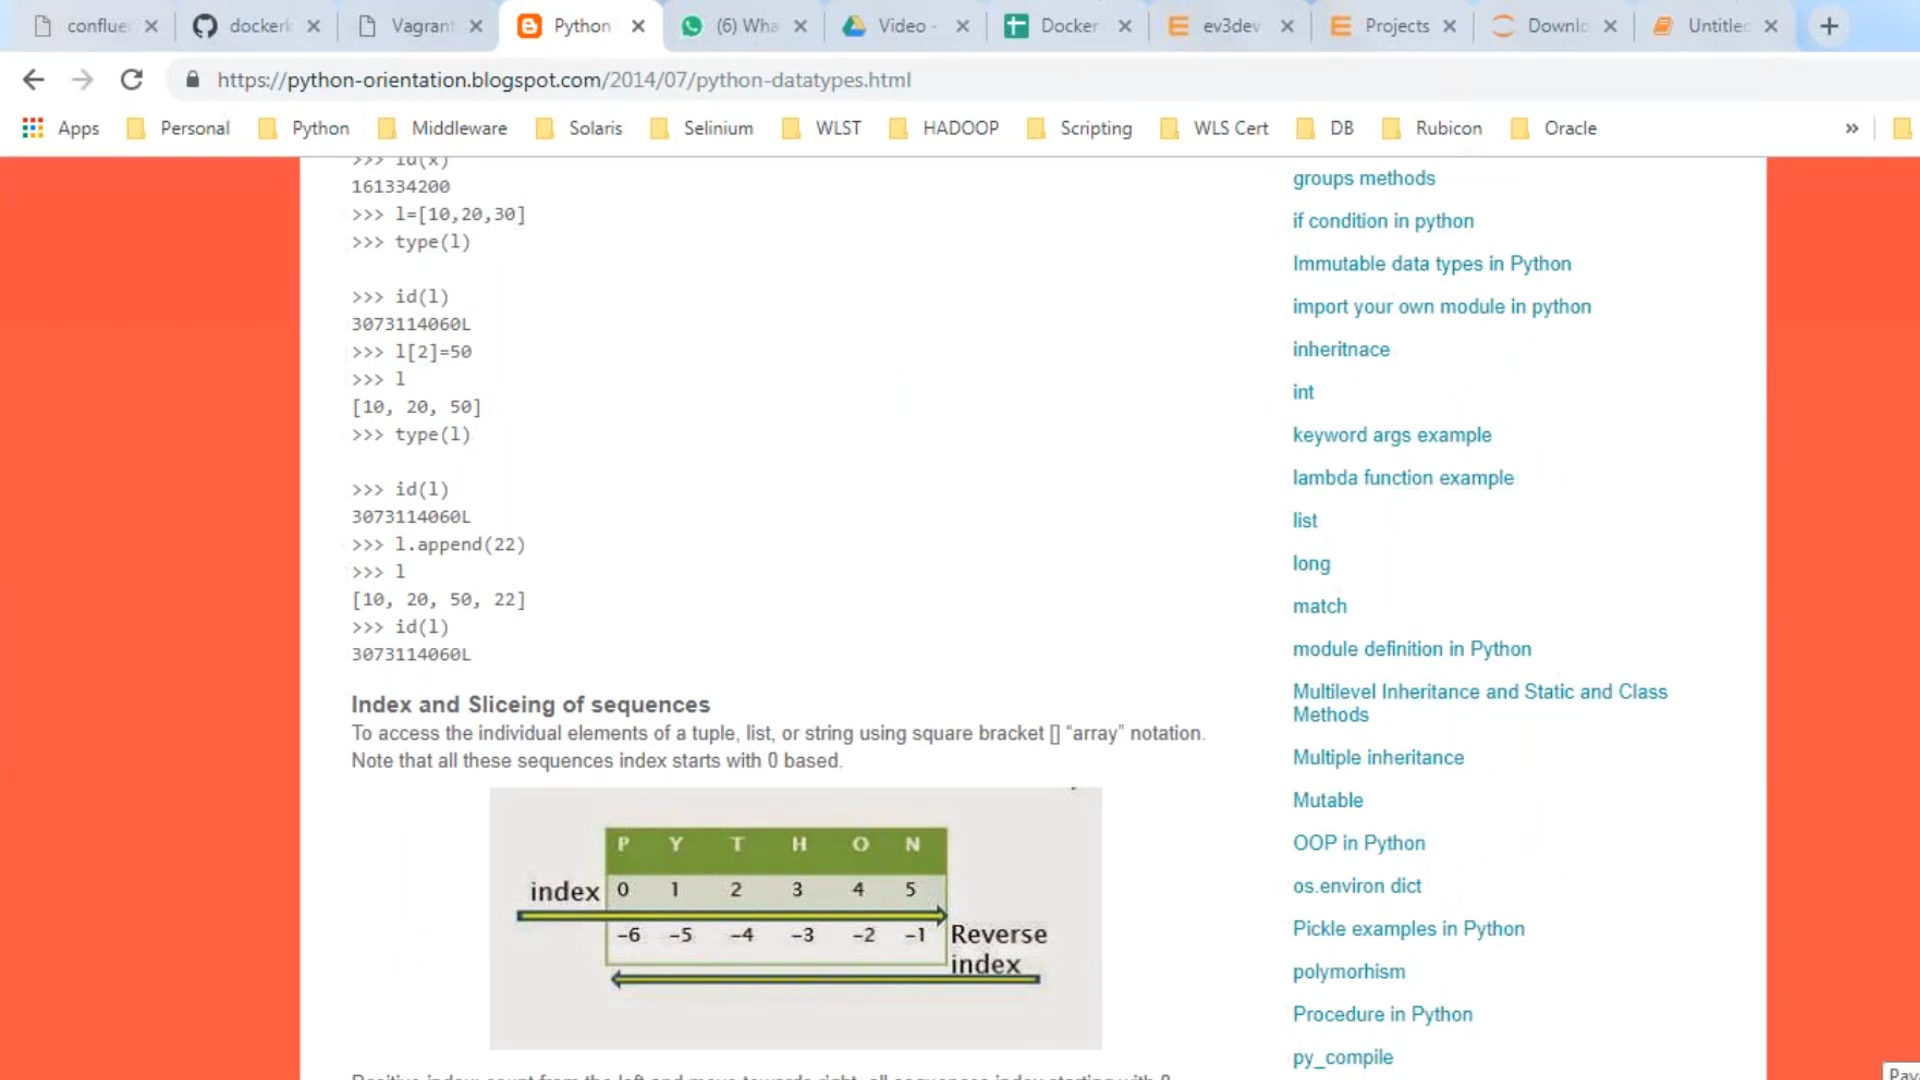 conflue
dockerk
Vagrant
Python
(6) Wha
Video -
Docker
ev3dev
Projects
Downlo
Untitled
https://python-orientation.blogspot.com/2014/07/python-datatypes.html
Apps
Personal
Python
Middleware
Solaris
Selinium
WLST
HADOOP
Scripting
WLS Cert
DB
Rubicon
Oracle
»
>>> id(x)
161334200
>>> l=[10,20,30]
>>> type(l)
>>> id(l)
3073114060L
>>> l[2]=50
>>> l
[10, 20, 50]
>>> type(l)
>>> id(l)
3073114060L
>>> l.append(22)
>>> l
[10, 20, 50, 22]
>>> id(l)
3073114060L
Index and Sliceing of sequences
To access the individual elements of a tuple, list, or string using square bracket [] “array” notation.
Note that all these sequences index starts with 0 based.
P Y T H O N
index 0 1 2 3 4 5
-6 -5 -4 -3 -2 -1 Reverse
index
groups methods
if condition in python
Immutable data types in Python
import your own module in python
inheritnace
int
keyword args example
lambda function example
list
long
match
module definition in Python
Multilevel Inheritance and Static and Class
Methods
Multiple inheritance
Mutable
OOP in Python
os.environ dict
Pickle examples in Python
polymorhism
Procedure in Python
py_compile